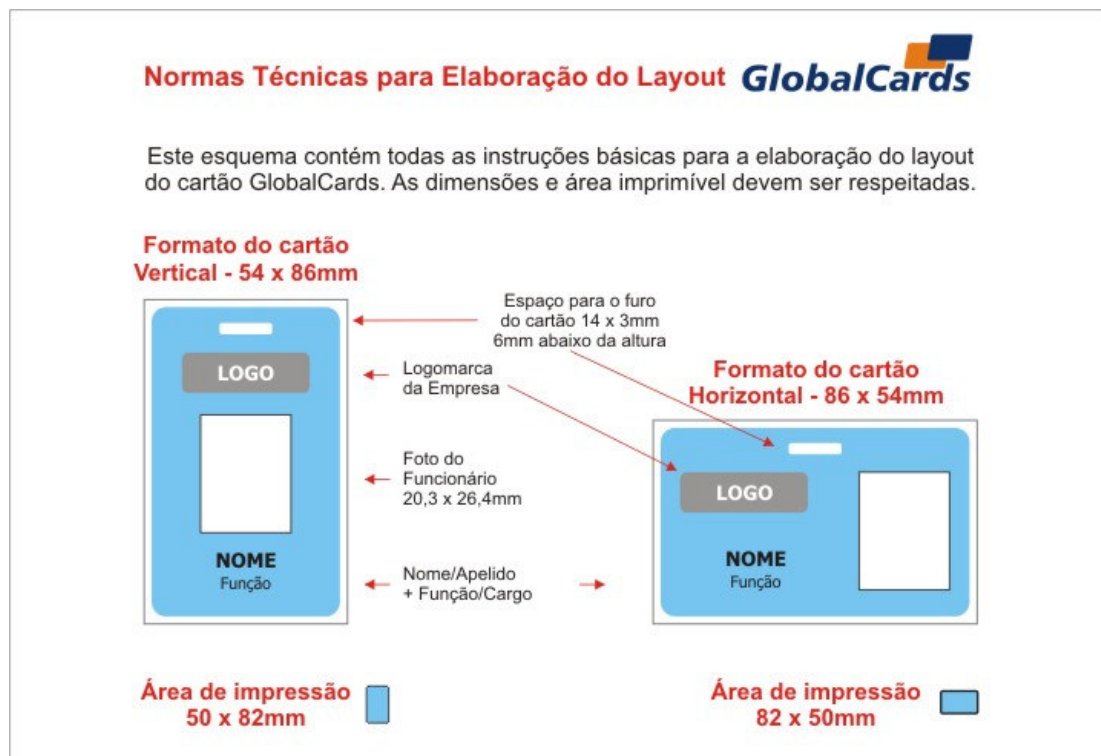 Normas Técnicas para Elaboração do Layout
GlobalCards
Este esquema contém todas as instruções básicas para a elaboração do layout
do cartão GlobalCards. As dimensões e área imprimível devem ser respeitadas.
Formato do cartão
Vertical - 54 x 86mm
LOGO
NOME
Função
Espaço para o furo
do cartão 14 x 3mm
6mm abaixo da altura
Logomarca
da Empresa
Foto do
Funcionário
20,3 x 26,4mm
Nome/Apelido
+ Função/Cargo
Formato do cartão
Horizontal - 86 x 54mm
LOGO
NOME
Função
Área de impressão
50 x 82mm
Área de impressão
82 x 50mm